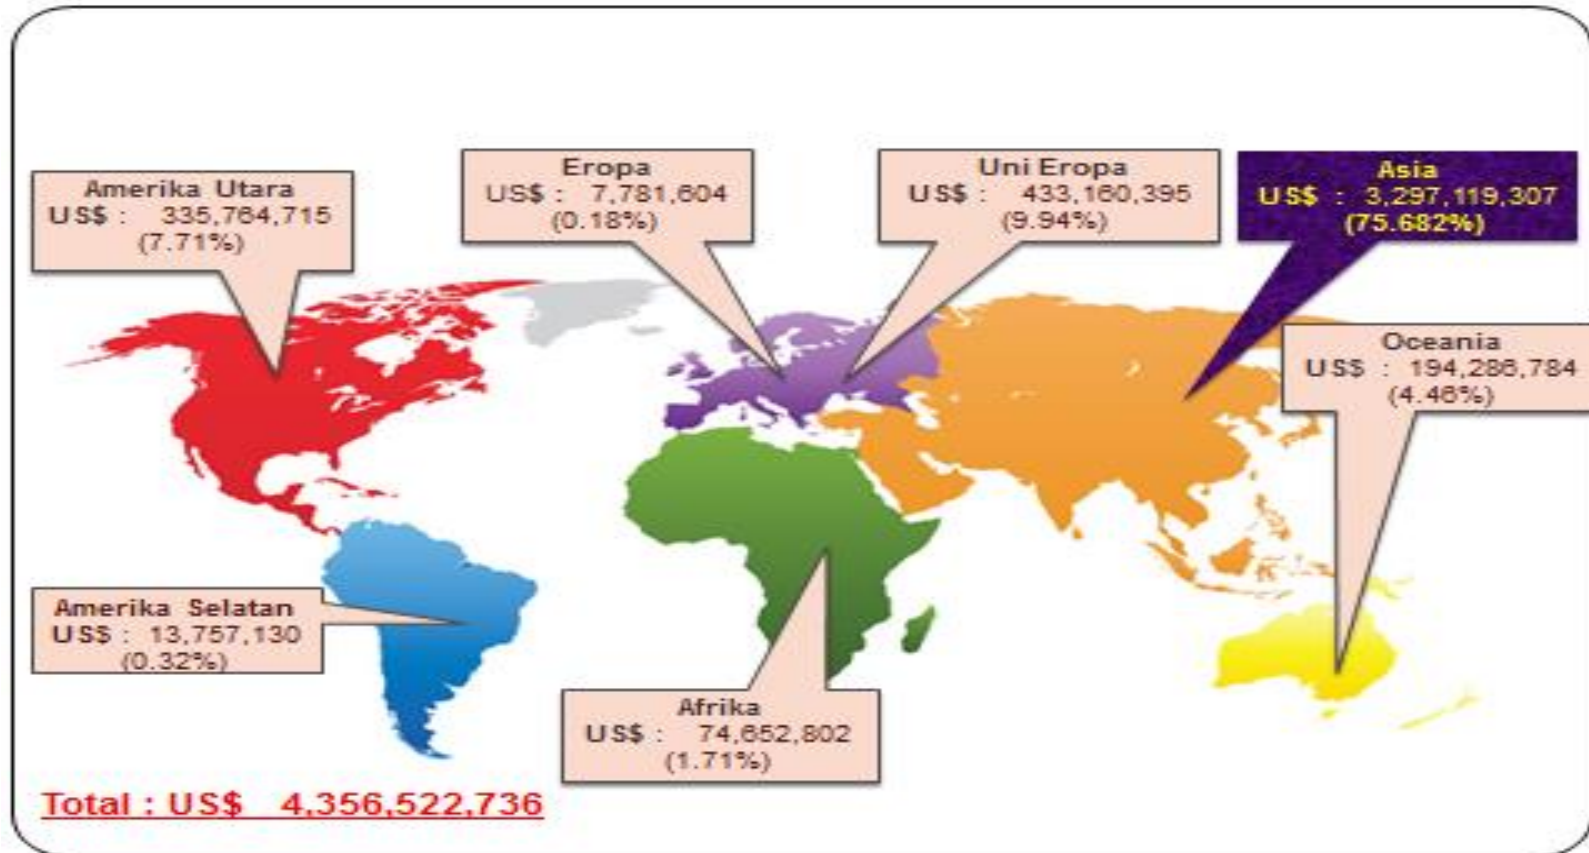 Amerika Utara
US$ : 335,764,715
(7.71%)
Eropa
US$ : 7,781,604
(0.18%)
Uni Eropa
US$ : 433,160,395
(9.94%)
Asia
US$ : 3,297,119,307
(75.682%)
Oceania
US$ : 194,286,784
(4.46%)
Amerika Selatan
US$ : 13,757,130
(0.32%)
Afrika
US$ : 74,652,802
(1.71%)
Total : US$ 4,356,522,736